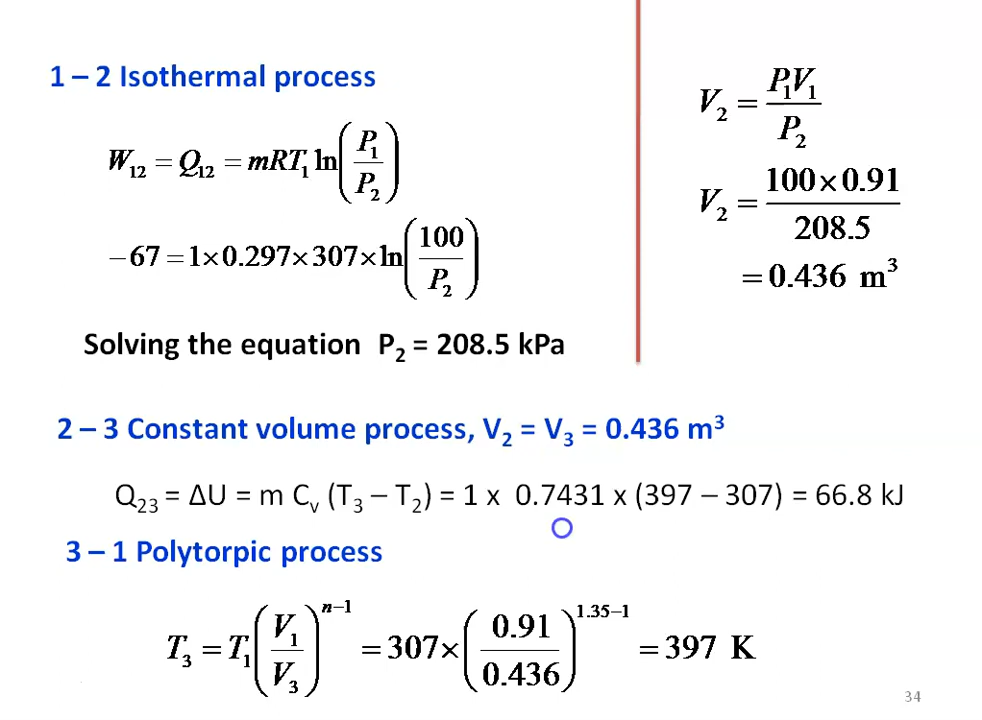 1 – 2 Isothermal process
W₁₂ = Q₁₂ = mRT₁ ln(P₁/P₂)
−67 = 1×0.297×307×ln(100/P₂)
Solving the equation P₂ = 208.5 kPa
V₂ = P₁V₁/P₂
V₂ = 100×0.91/208.5
= 0.436 m³
2 – 3 Constant volume process, V₂ = V₃ = 0.436 m³
Q₂₃ = ΔU = m Cᵥ (T₃ – T₂) = 1 x 0.7431 x (397 – 307) = 66.8 kJ
3 – 1 Polytorpic process
T₃ = T₁(V₁/V₃)ⁿ⁻¹ = 307×(0.91/0.436)^(1.35−1) = 397 K
34